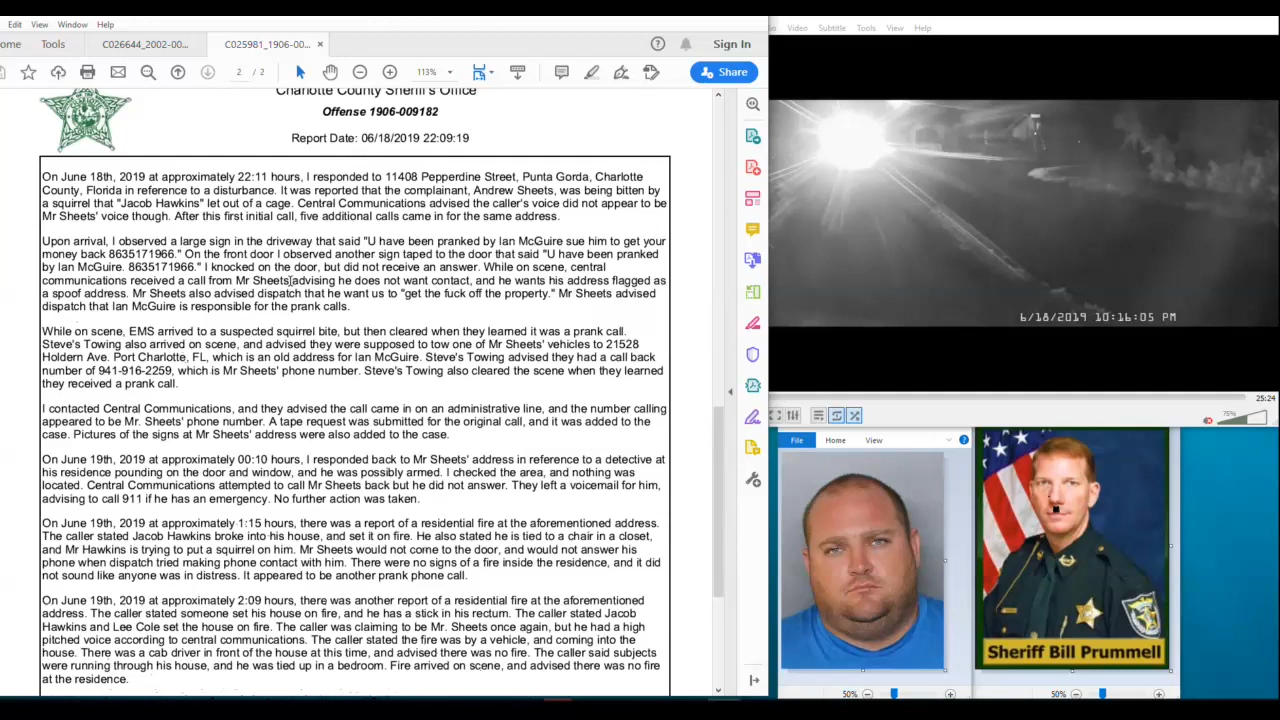 Edit View Window Help
ome Tools C026644_2002-00... C025981_1906-00... × Sign In
2 / 2 113% Share
Charlotte County Sheriff's Office
Offense 1906-009182
Report Date: 06/18/2019 22:09:19
On June 18th, 2019 at approximately 22:11 hours, I responded to 11408 Pepperdine Street, Punta Gorda, Charlotte
County, Florida in reference to a disturbance. It was reported that the complainant, Andrew Sheets, was being bitten by
a squirrel that "Jacob Hawkins" let out of a cage. Central Communications advised the caller's voice did not appear to be
Mr Sheets' voice though. After this first initial call, five additional calls came in for the same address.
Upon arrival, I observed a large sign in the driveway that said "U have been pranked by Ian McGuire sue him to get your
money back 8635171966." On the front door I observed another sign taped to the door that said "U have been pranked
by Ian McGuire. 8635171966." I knocked on the door, but did not receive an answer. While on scene, central
communications received a call from Mr Sheets advising he does not want contact, and he wants his address flagged as
a spoof address. Mr Sheets also advised dispatch that he want us to "get the fuck off the property." Mr Sheets advised
dispatch that Ian McGuire is responsible for the prank calls.
While on scene, EMS arrived to a suspected squirrel bite, but then cleared when they learned it was a prank call.
Steve's Towing also arrived on scene, and advised they were supposed to tow one of Mr Sheets' vehicles to 21528
Holdern Ave. Port Charlotte, FL, which is an old address for Ian McGuire. Steve's Towing advised they had a call back
number of 941-916-2259, which is Mr Sheets' phone number. Steve's Towing also cleared the scene when they learned
they received a prank call.
I contacted Central Communications, and they advised the call came in on an administrative line, and the number calling
appeared to be Mr. Sheets' phone number. A tape request was submitted for the original call, and it was added to the
case. Pictures of the signs at Mr Sheets' address were also added to the case.
On June 19th, 2019 at approximately 00:10 hours, I responded back to Mr Sheets' address in reference to a detective at
his residence pounding on the door and window, and he was possibly armed. I checked the area, and nothing was
located. Central Communications attempted to call Mr Sheets back but he did not answer. They left a voicemail for him,
advising to call 911 if he has an emergency. No further action was taken.
On June 19th, 2019 at approximately 1:15 hours, there was a report of a residential fire at the aforementioned address.
The caller stated Jacob Hawkins broke into his house, and set it on fire. He also stated he is tied to a chair in a closet,
and Mr Hawkins is trying to put a squirrel on him. Mr Sheets would not come to the door, and would not answer his
phone when dispatch tried making phone contact with him. There were no signs of a fire inside the residence, and it did
not sound like anyone was in distress. It appeared to be another prank phone call.
On June 19th, 2019 at approximately 2:09 hours, there was another report of a residential fire at the aforementioned
address. The caller stated someone set his house on fire, and he has a stick in his rectum. The caller stated Jacob
Hawkins and Lee Cole set the house on fire. The caller was claiming to be Mr. Sheets once again, but he had a high
pitched voice according to central communications. The caller stated the fire was by a vehicle, and coming into the
house. There was a cab driver in front of the house at this time, and advised there was no fire. The caller said subjects
were running through his house, and he was tied up in a bedroom. Fire arrived on scene, and advised there was no fire
at the residence.
Video Subtitle Tools View Help
6/18/2019 10:16:05 PM
25:24
75%
File Home View
Sheriff Bill Prummell
50% 50%